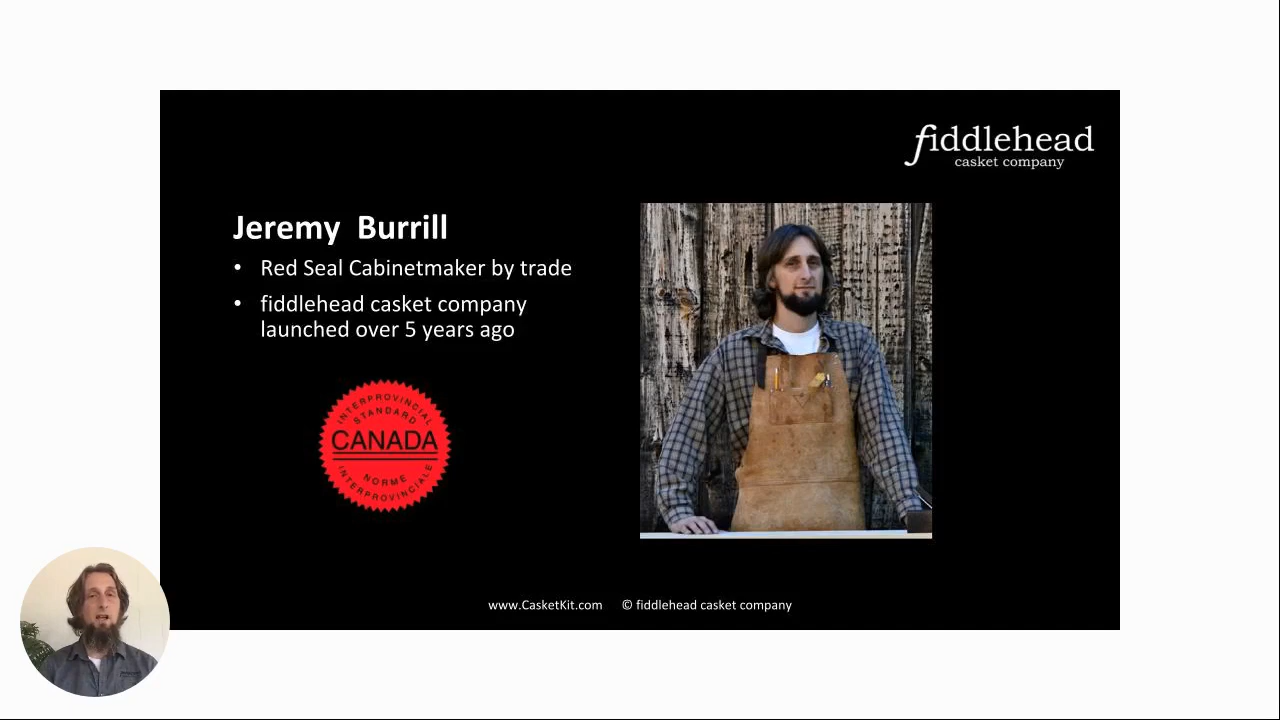 fiddlehead
casket company
Jeremy Burrill
• Red Seal Cabinetmaker by trade
• fiddlehead casket company
launched over 5 years ago
INTERPROVINCIAL
STANDARD
CANADA
NORME
INTERPROVINCIALE
www.CasketKit.com © fiddlehead casket company